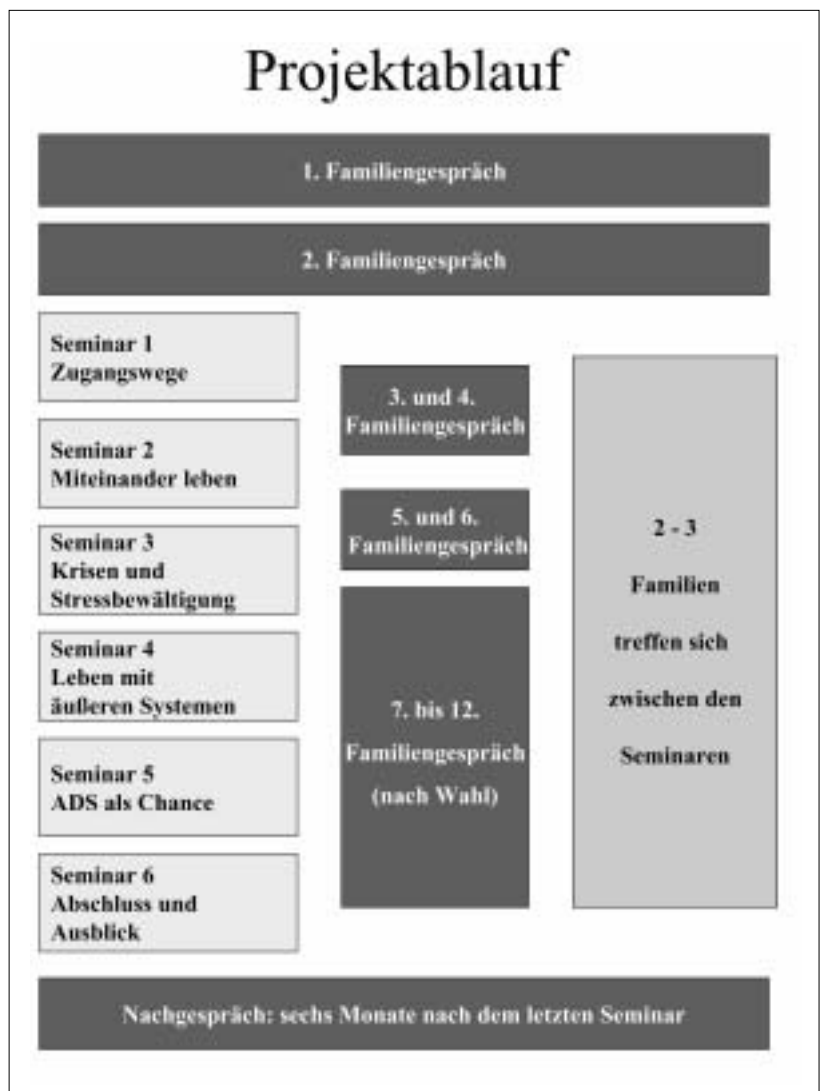 Projektablauf
1. Familiengespräch
2. Familiengespräch
Seminar 1
Zugangswege
Seminar 2
Miteinander leben
Seminar 3
Krisen und
Stressbewältigung
Seminar 4
Leben mit
äußeren Systemen
Seminar 5
ADS als Chance
Seminar 6
Abschluss und
Ausblick
3. und 4.
Familiengespräch
5. und 6.
Familiengespräch
7. bis 12.
Familiengespräch
(nach Wahl)
2 - 3
Familien
treffen sich
zwischen den
Seminaren
Nachgespräch: sechs Monate nach dem letzten Seminar